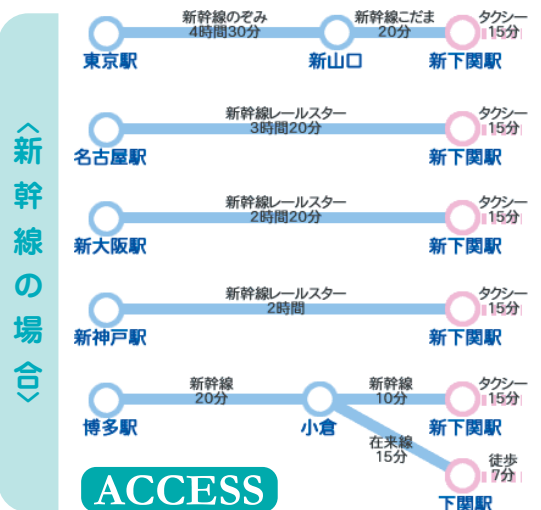 〈新幹線の場合〉
新幹線のぞみ 新幹線こだま タクシー
4時間30分 20分 15分
東京駅 新山口 新下関駅
新幹線レールスター タクシー
3時間20分 15分
名古屋駅 新下関駅
新幹線レールスター タクシー
2時間20分 15分
新大阪駅 新下関駅
新幹線レールスター タクシー
2時間 15分
新神戸駅 新下関駅
新幹線 新幹線 タクシー
20分 10分 15分
博多駅 小倉 新下関駅
在来線
15分
徒歩
7分
下関駅
ACCESS